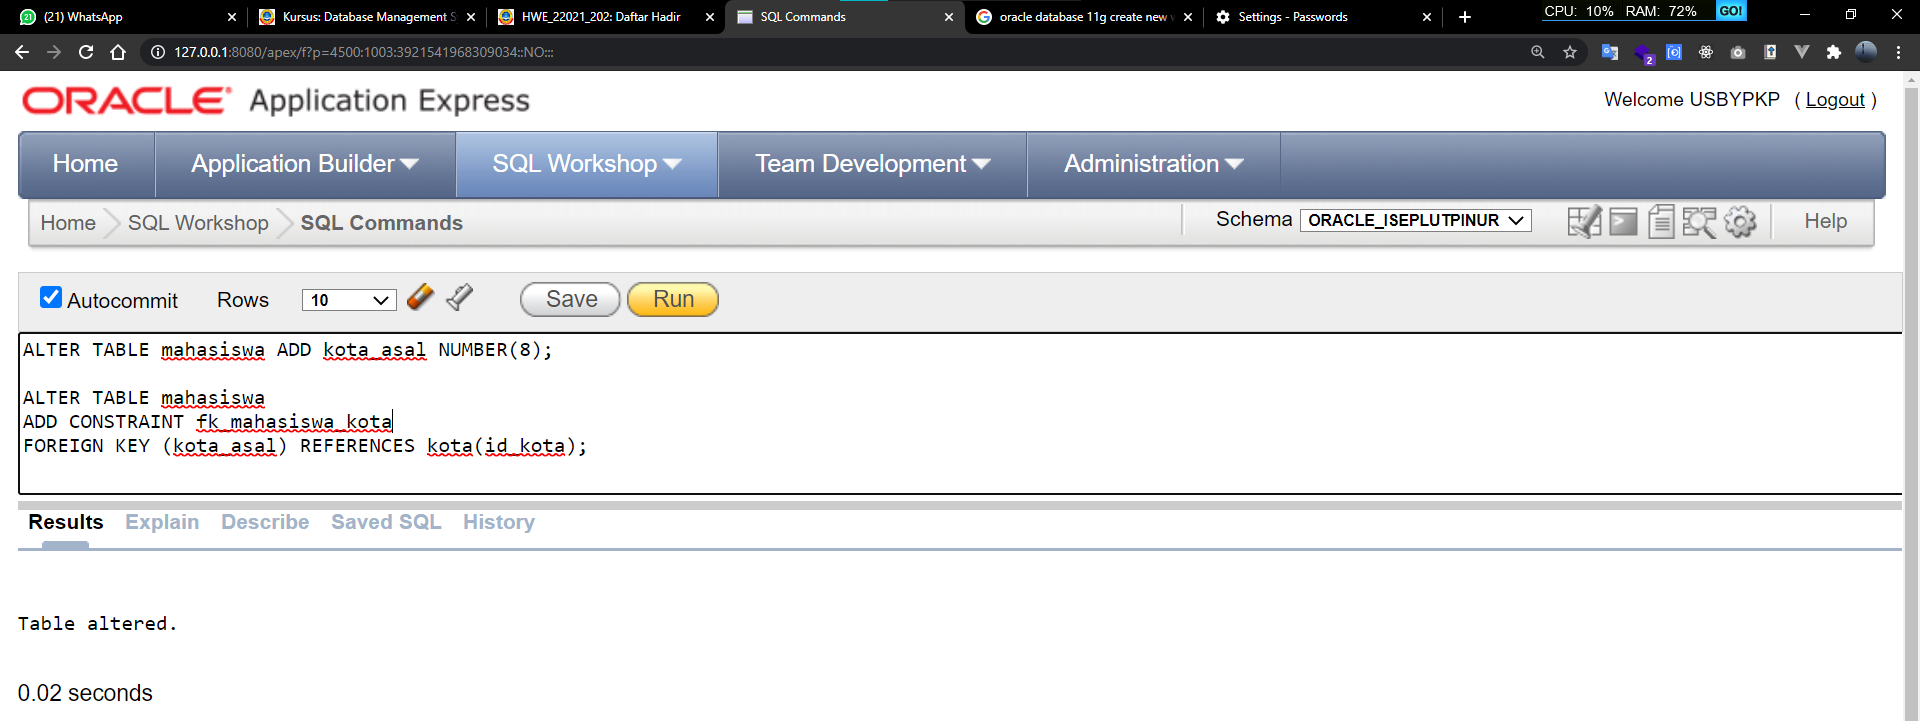 (21) WhatsApp
Kursus: Database Management S
HWE_22021_202: Daftar Hadir
SQL Commands
oracle database 11g create new
Settings - Passwords
CPU: 10% RAM: 72% GO!
127.0.0.1:8080/apex/f?p=4500:1003:3921541968309034::NO:::
2
ORACLE Application Express
Welcome USBYPKP ( Logout )
Home Application Builder SQL Workshop Team Development Administration
Home SQL Workshop SQL Commands
Schema ORACLE_ISEPLUTPINUR Help
Autocommit Rows 10 Save Run
ALTER TABLE mahasiswa ADD kota_asal NUMBER(8);
ALTER TABLE mahasiswa
ADD CONSTRAINT fk_mahasiswa_kota
FOREIGN KEY (kota_asal) REFERENCES kota(id_kota);
Results Explain Describe Saved SQL History
Table altered.
0.02 seconds